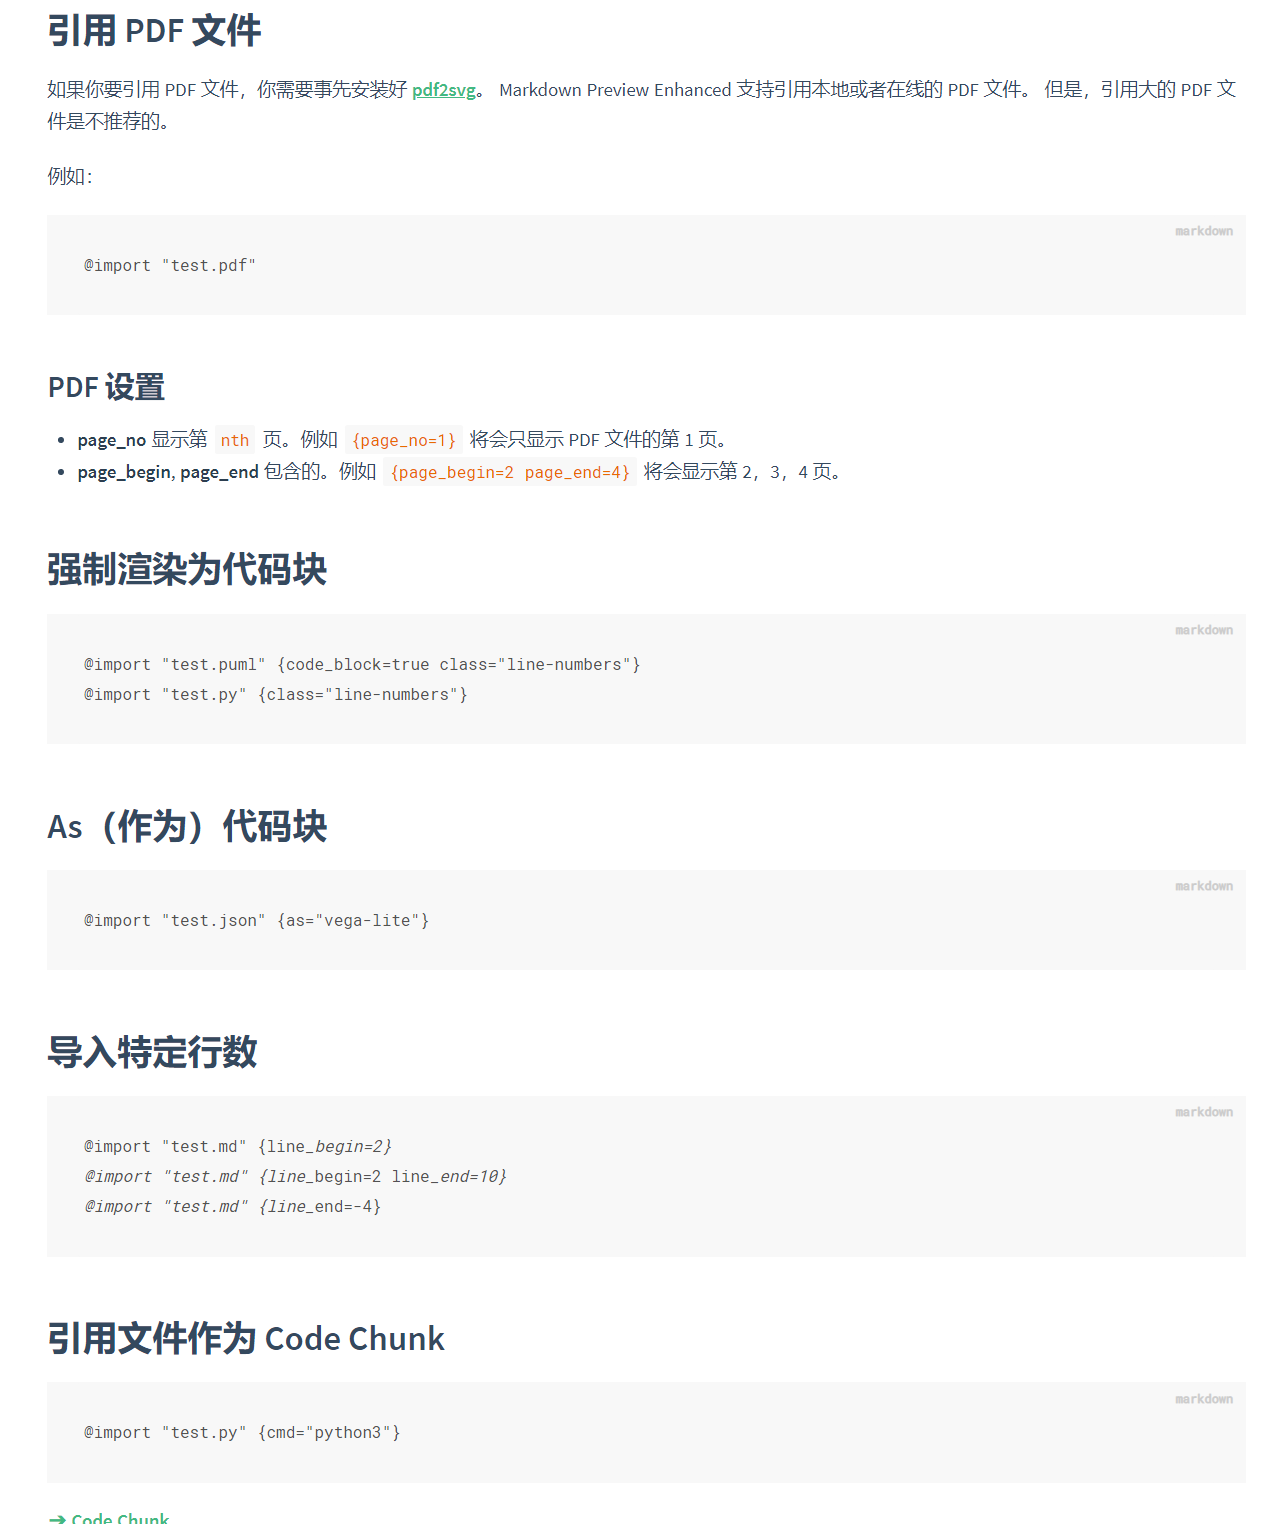 引用 PDF 文件
如果你要引用 PDF 文件，你需要事先安装好 pdf2svg。 Markdown Preview Enhanced 支持引用本地或者在线的 PDF 文件。 但是，引用大的 PDF 文
件是不推荐的。
例如：
markdown
@import "test.pdf"
PDF 设置
• page_no 显示第 nth 页。例如 {page_no=1} 将会只显示 PDF 文件的第 1 页。
• page_begin, page_end 包含的。例如 {page_begin=2 page_end=4} 将会显示第 2，3，4 页。
强制渲染为代码块
markdown
@import "test.puml" {code_block=true class="line-numbers"}
@import "test.py" {class="line-numbers"}
As（作为）代码块
markdown
@import "test.json" {as="vega-lite"}
导入特定行数
markdown
@import "test.md" {line_begin=2}
@import "test.md" {line_begin=2 line_end=10}
@import "test.md" {line_end=-4}
引用文件作为 Code Chunk
markdown
@import "test.py" {cmd="python3"}
➔ Code Chunk